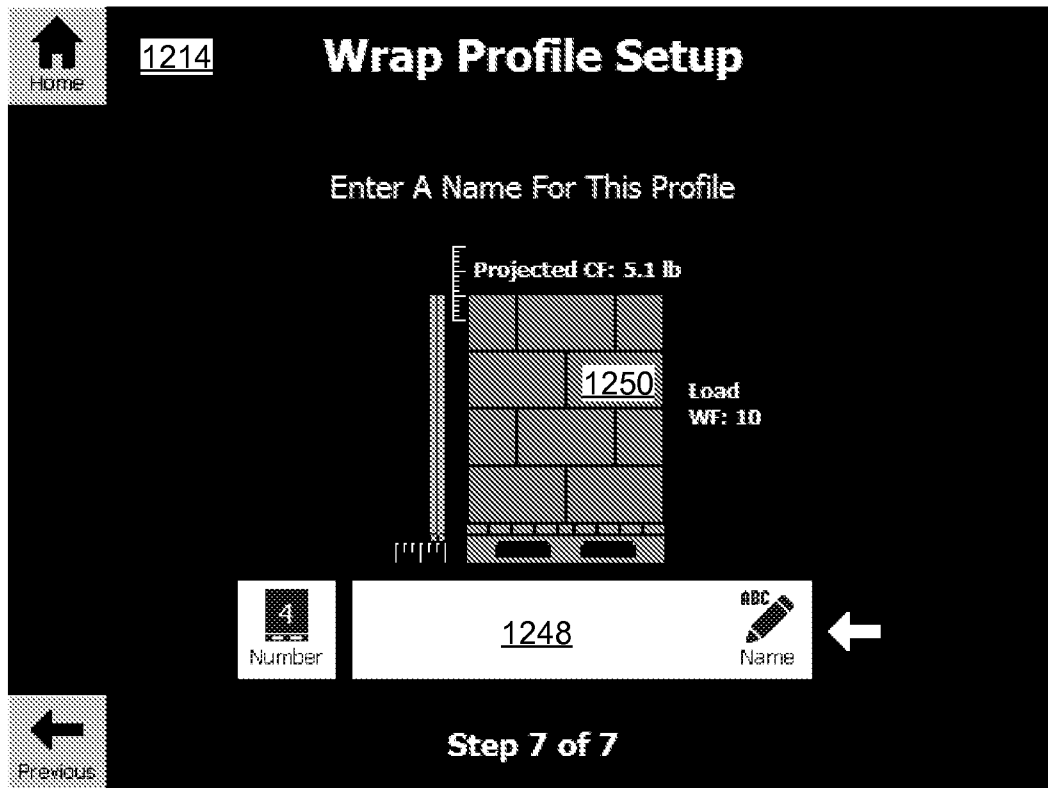 Home
1214
Wrap Profile Setup
Enter A Name For This Profile
Projected CF: 5.1 lb
1250
Load
WF: 10
4
Number
1248
ABC
Name
Previous
Step 7 of 7